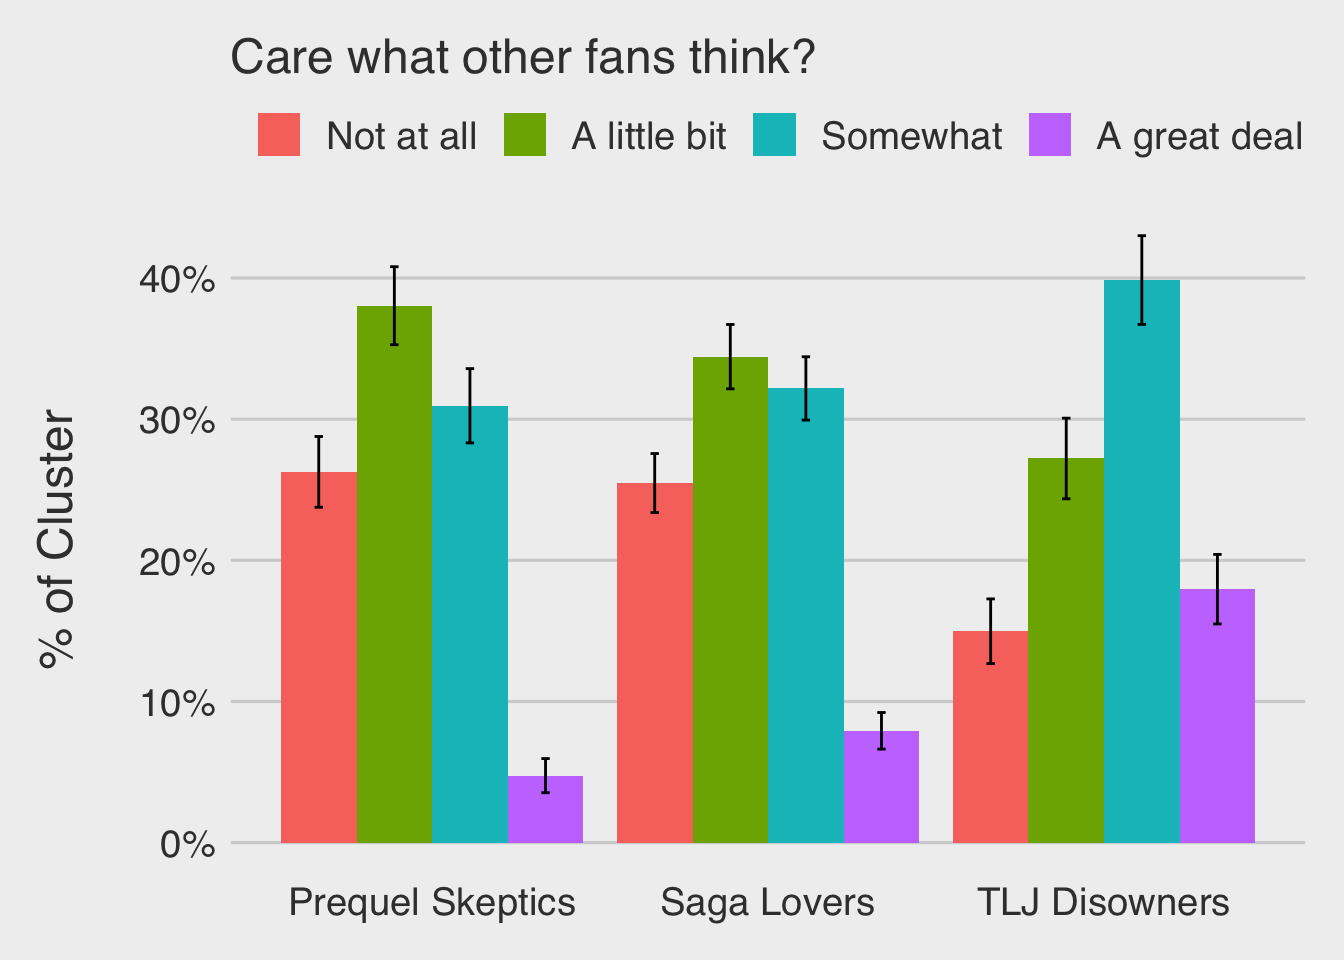 Care what other fans think?
Not at all A little bit Somewhat A great deal
% of Cluster
40%
30%
20%
10%
0%
Prequel Skeptics Saga Lovers TLJ Disowners